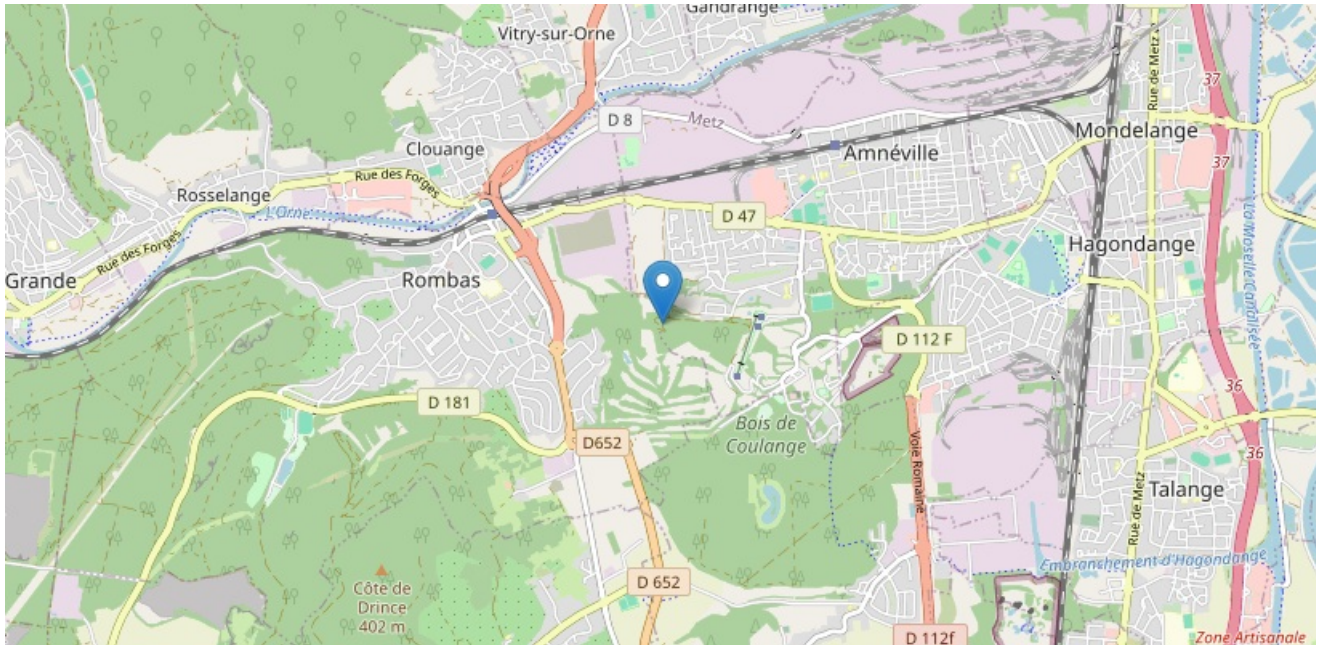 Gandrange
Vitry-sur-Orne
37
Rue de Metz
D 8
Metz
Mondelange
Clouange
Amnéville
37
Rue des Forges
Rosselange
L'Orne
La Moselle Canalisée
D 47
Rue des Forges
Hagondange
Grande
Rombas
D 112 F
36
D 181
Bois de
Coulange
D652
36
Voie Romaine
Talange
Rue de Metz
Embranchement d'Hagondange
Côte de
Drince
402 m
D 652
D 112f
Zone Artisanale